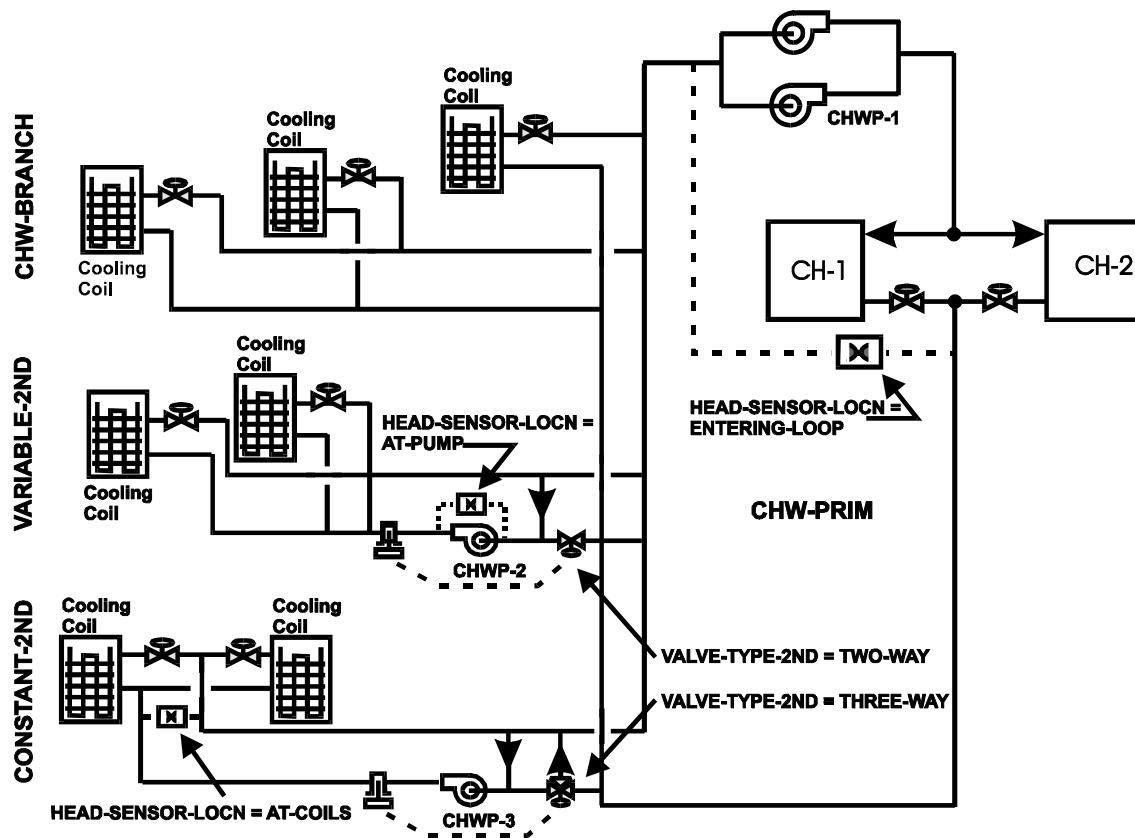 CHW-BRANCH
Cooling
Coil
Cooling
Coil
Cooling
Coil
CHWP-1
CH-1
CH-2
VARIABLE-2ND
Cooling
Coil
Cooling
Coil
HEAD-SENSOR-LOCN =
AT-PUMP
CHWP-2
HEAD-SENSOR-LOCN =
ENTERING-LOOP
CHW-PRIM
CONSTANT-2ND
Cooling
Coil
Cooling
Coil
VALVE-TYPE-2ND = TWO-WAY
VALVE-TYPE-2ND = THREE-WAY
HEAD-SENSOR-LOCN = AT-COILS
CHWP-3